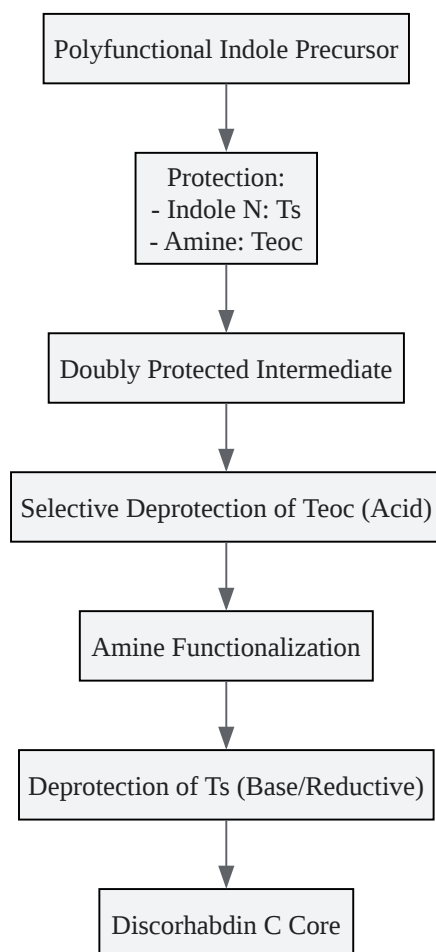 Polyfunctional Indole Precursor
Protection:
- Indole N: Ts
- Amine: Teoc
Doubly Protected Intermediate
Selective Deprotection of Teoc (Acid)
Amine Functionalization
Deprotection of Ts (Base/Reductive)
Discorhabdin C Core